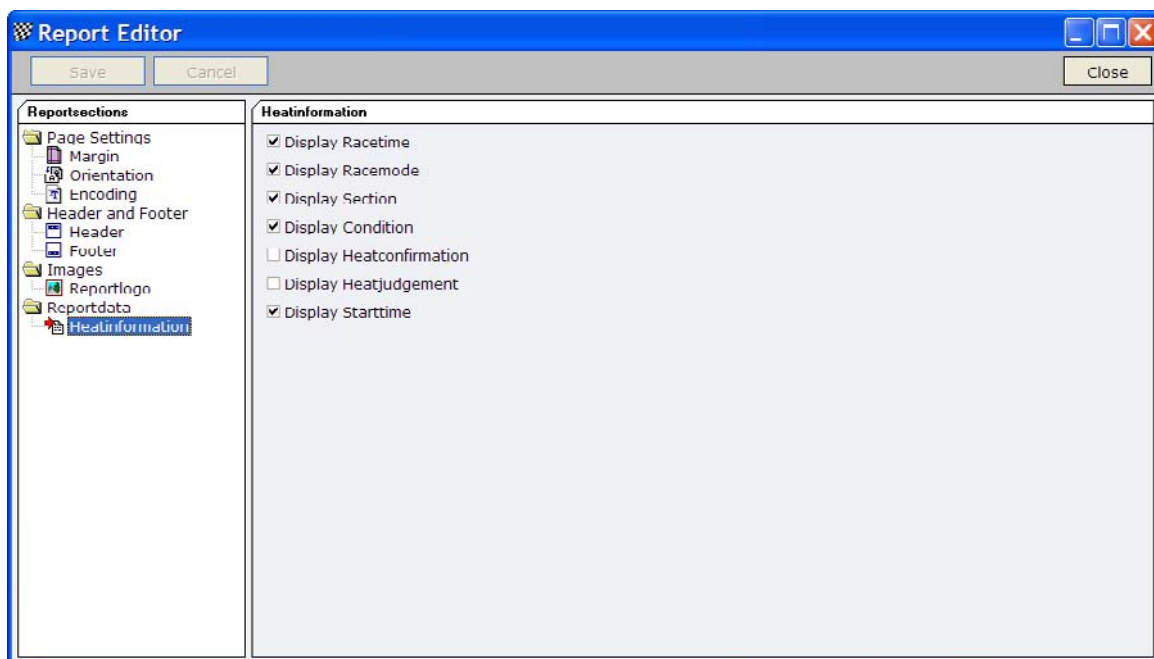 Report Editor
Save Cancel Close
Reportsections
Page Settings
Margin
Orientation
Encoding
Header and Footer
Header
Footer
Images
Reportlogo
Reportdata
Heatinformation
Heatinformation
Display Racetime
Display Racemode
Display Section
Display Condition
Display Heatconfirmation
Display Heatjudgement
Display Starttime